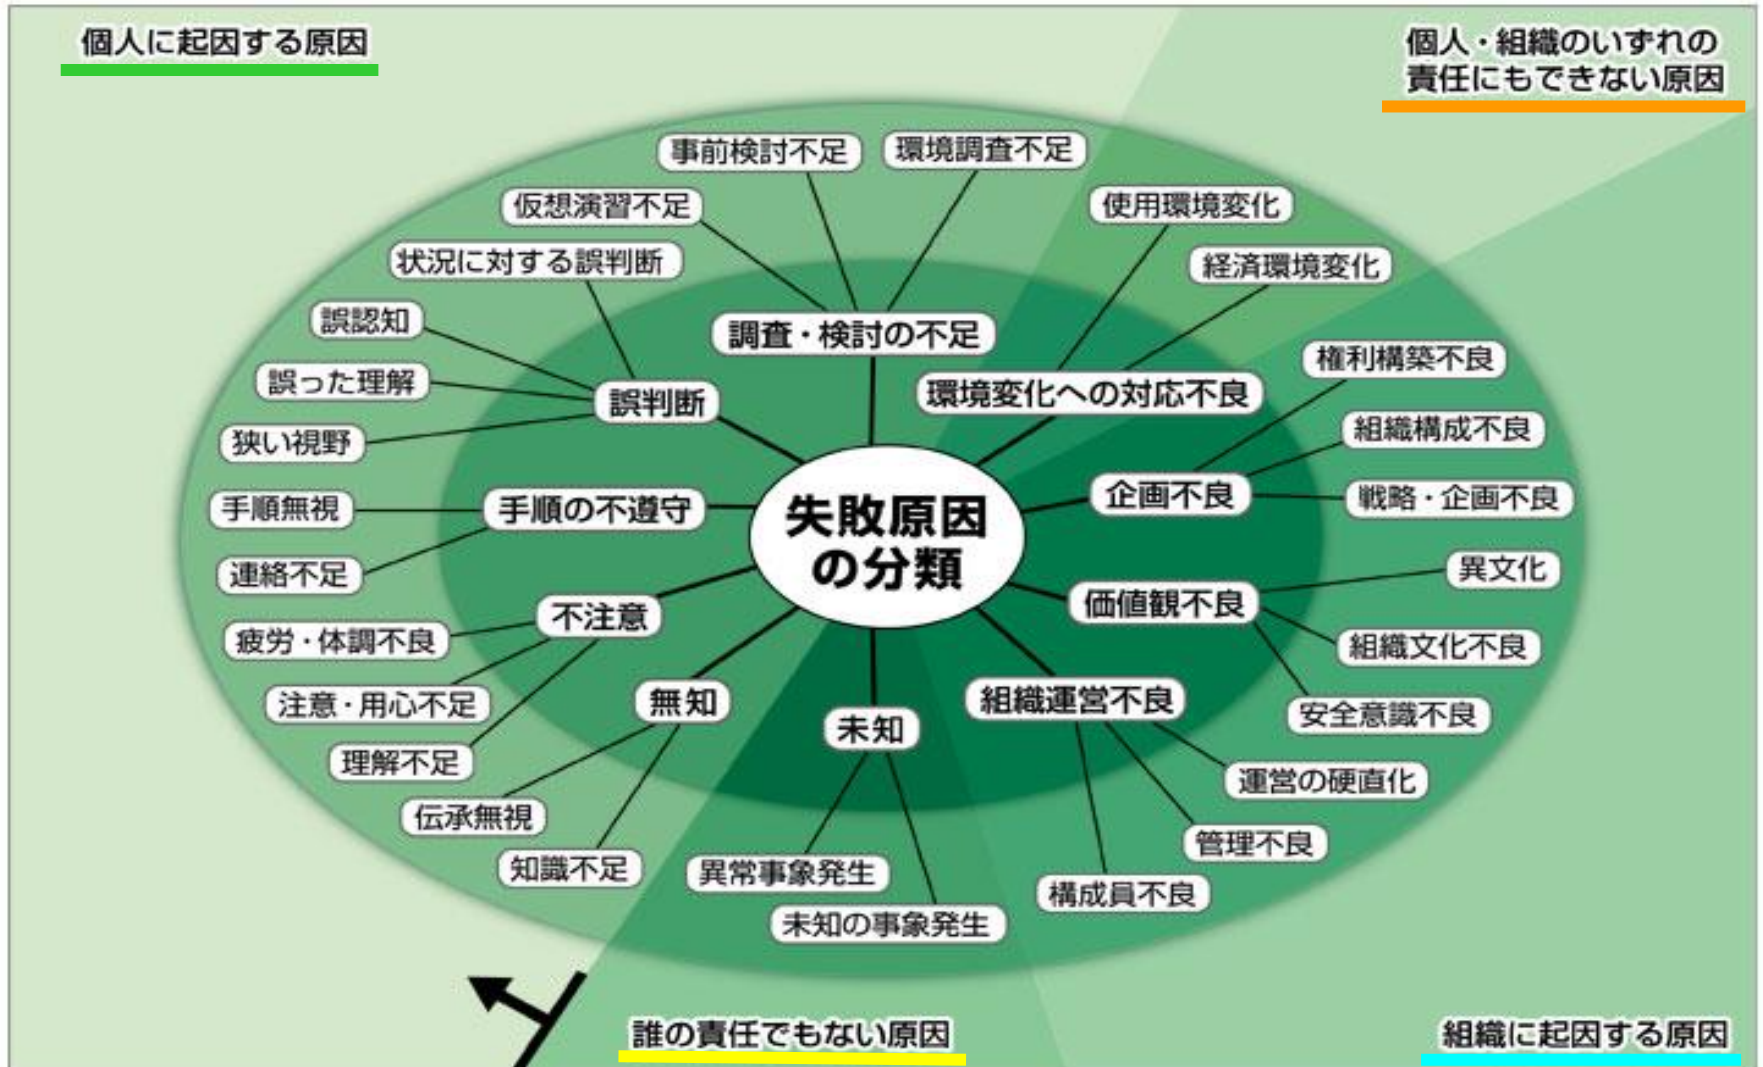 個人に起因する原因
個人・組織のいずれの
責任にもできない原因
事前検討不足
環境調査不足
仮想演習不足
使用環境変化
状況に対する誤判断
経済環境変化
誤認知
調査・検討の不足
権利構築不良
誤った理解
誤判断
環境変化への対応不良
狭い視野
組織構成不良
手順無視
手順の不遵守
失敗原因
の分類
企画不良
戦略・企画不良
連絡不足
異文化
不注意
価値観不良
疲労・体調不良
組織文化不良
注意・用心不足
無知
未知
組織運営不良
安全意識不良
理解不足
運営の硬直化
伝承無視
管理不良
知識不足
異常事象発生
構成員不良
未知の事象発生
誰の責任でもない原因
組織に起因する原因